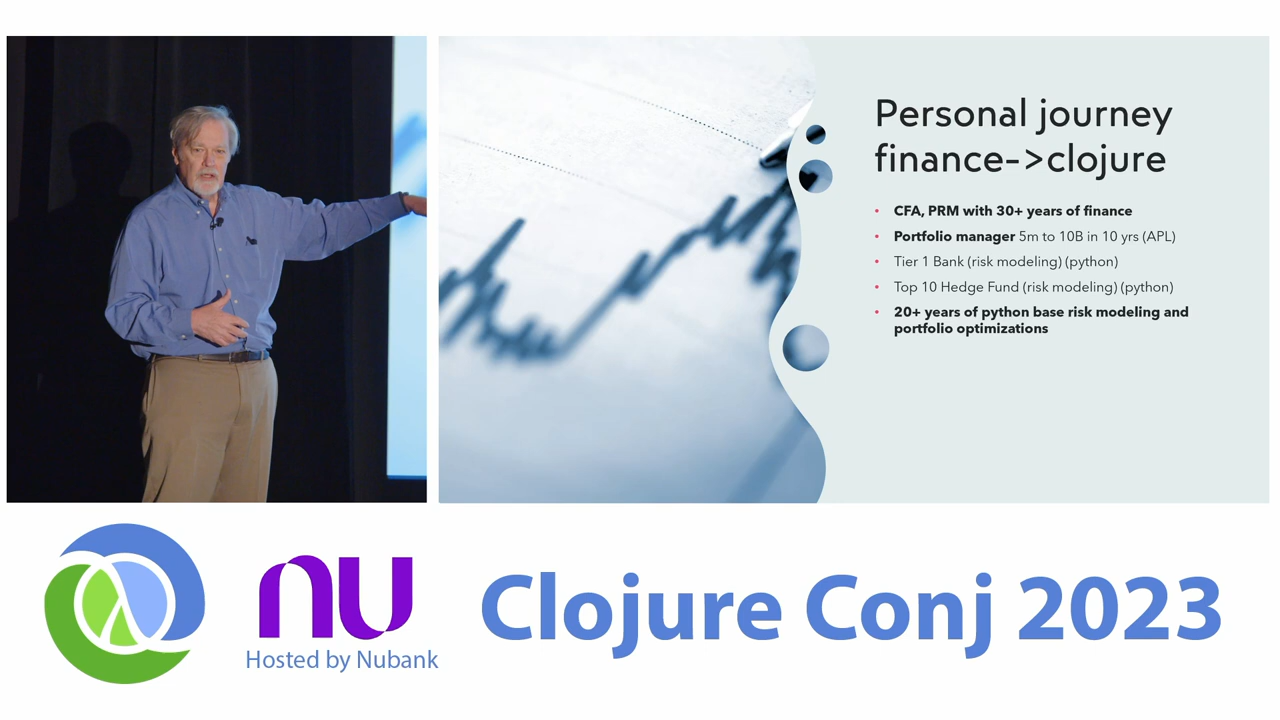 Personal journey
finance->clojure
• CFA, PRM with 30+ years of finance
• Portfolio manager 5m to 10B in 10 yrs (APL)
• Tier 1 Bank (risk modeling) (python)
• Top 10 Hedge Fund (risk modeling) (python)
• 20+ years of python base risk modeling and
portfolio optimizations
nu
Hosted by Nubank
Clojure Conj 2023